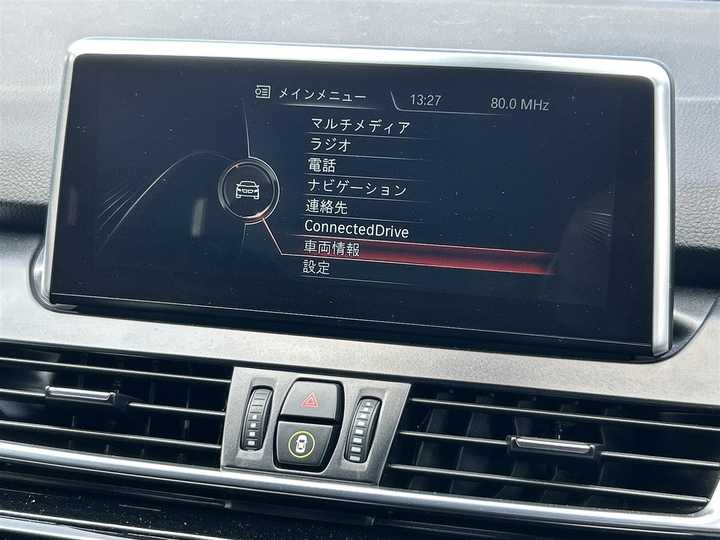 メインメニュー 13:27 80.0 MHz
マルチメディア
ラジオ
電話
ナビゲーション
連絡先
ConnectedDrive
車両情報
設定